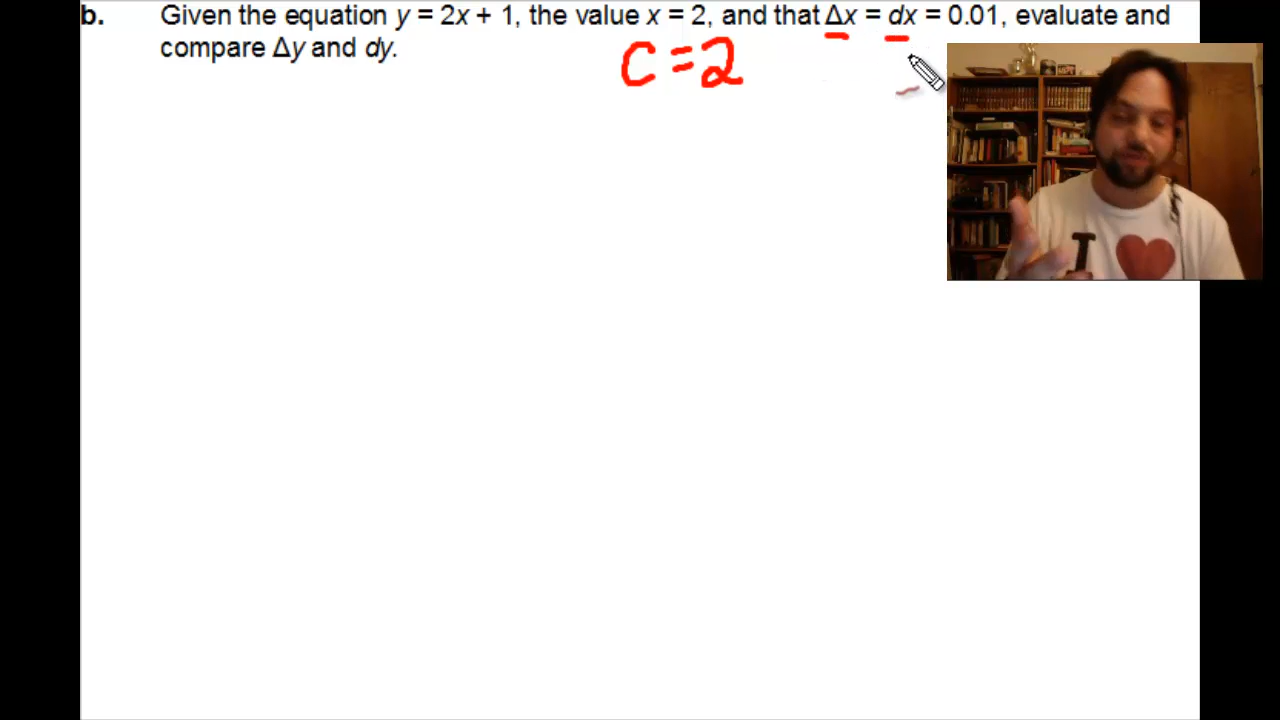 b. Given the equation y = 2x + 1, the value x = 2, and that Δx = dx = 0.01, evaluate and
compare Δy and dy.
c = 2
I